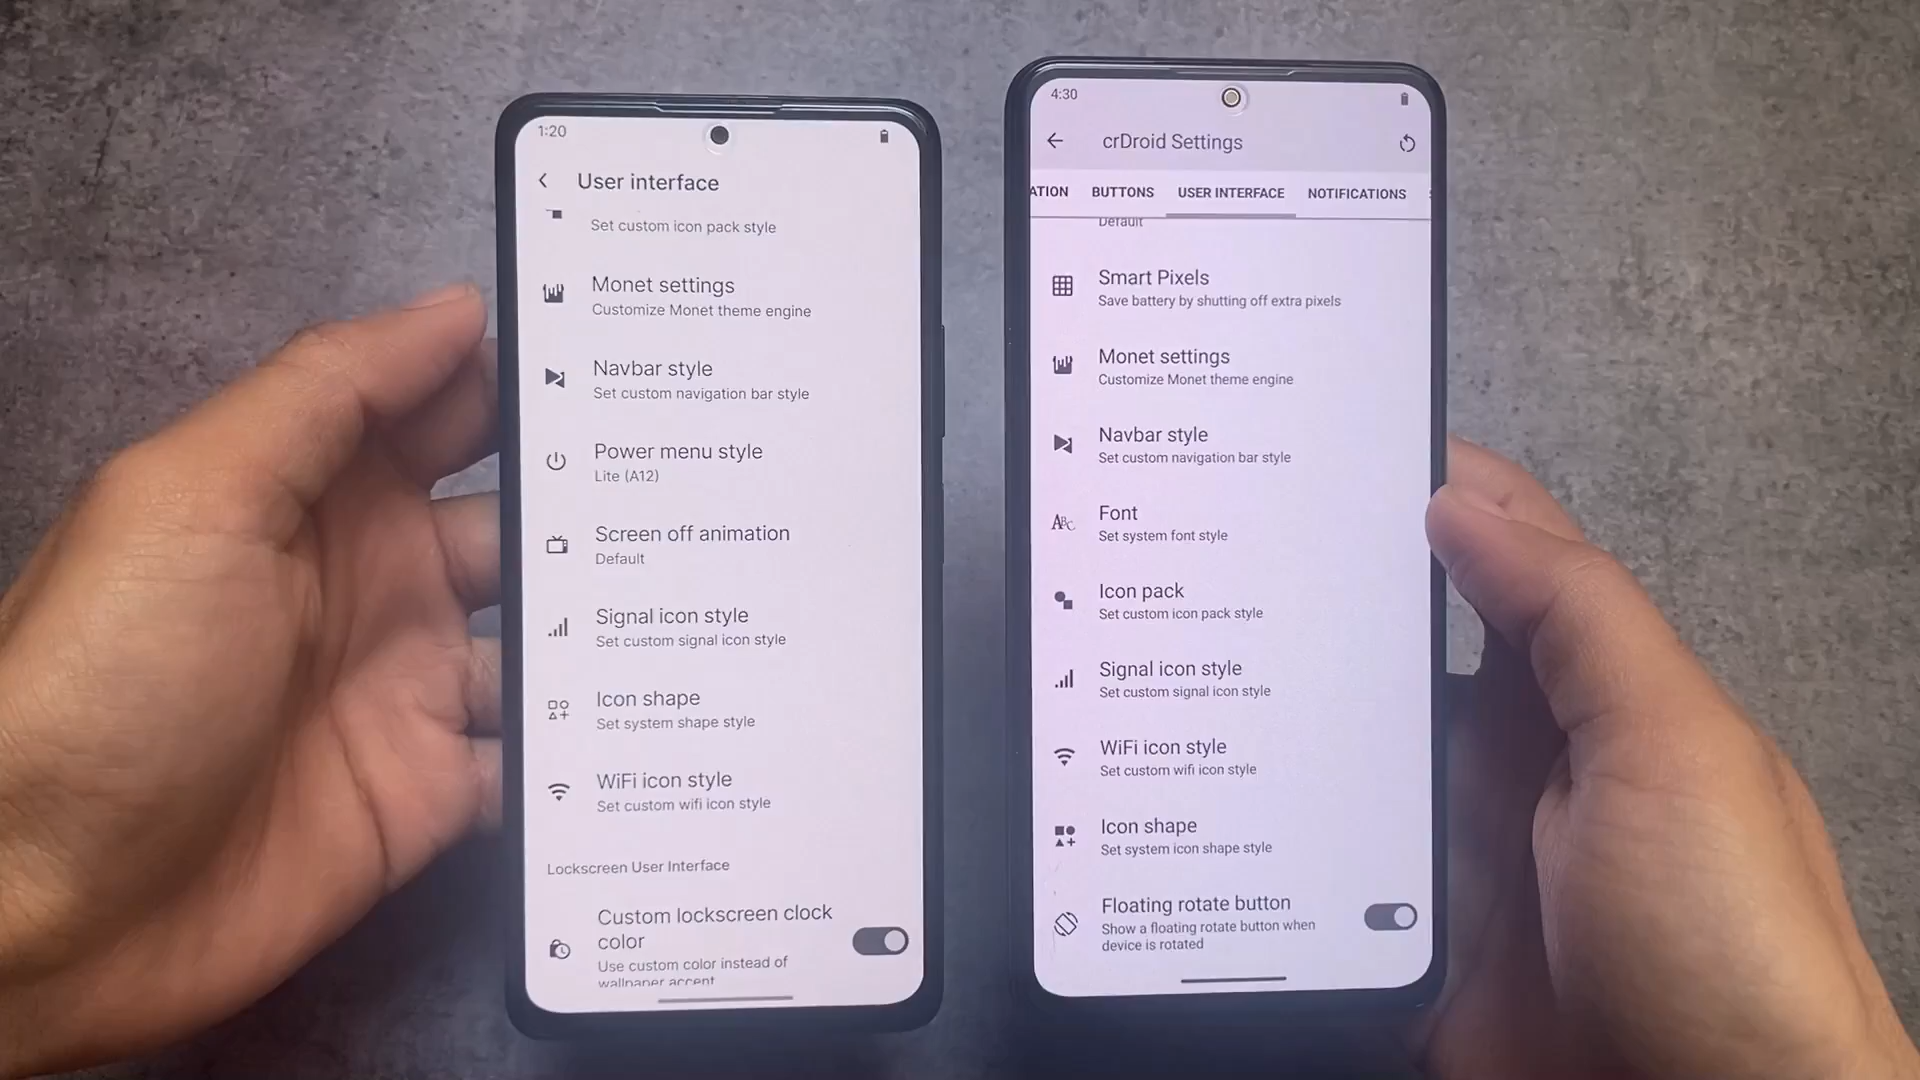 1:20
User interface
Set custom icon pack style
Monet settings
Customize Monet theme engine
Navbar style
Set custom navigation bar style
Power menu style
Lite (A12)
Screen off animation
Default
Signal icon style
Set custom signal icon style
Icon shape
Set system shape style
WiFi icon style
Set custom wifi icon style
Lockscreen User Interface
Custom lockscreen clock
color
Use custom color instead of
wallpaper accent
4:30
crDroid Settings
ATION BUTTONS USER INTERFACE NOTIFICATIONS
Default
Smart Pixels
Save battery by shutting off extra pixels
Monet settings
Customize Monet theme engine
Navbar style
Set custom navigation bar style
ABC
Font
Set system font style
Icon pack
Set custom icon pack style
Signal icon style
Set custom signal icon style
WiFi icon style
Set custom wifi icon style
Icon shape
Set system icon shape style
Floating rotate button
Show a floating rotate button when
device is rotated